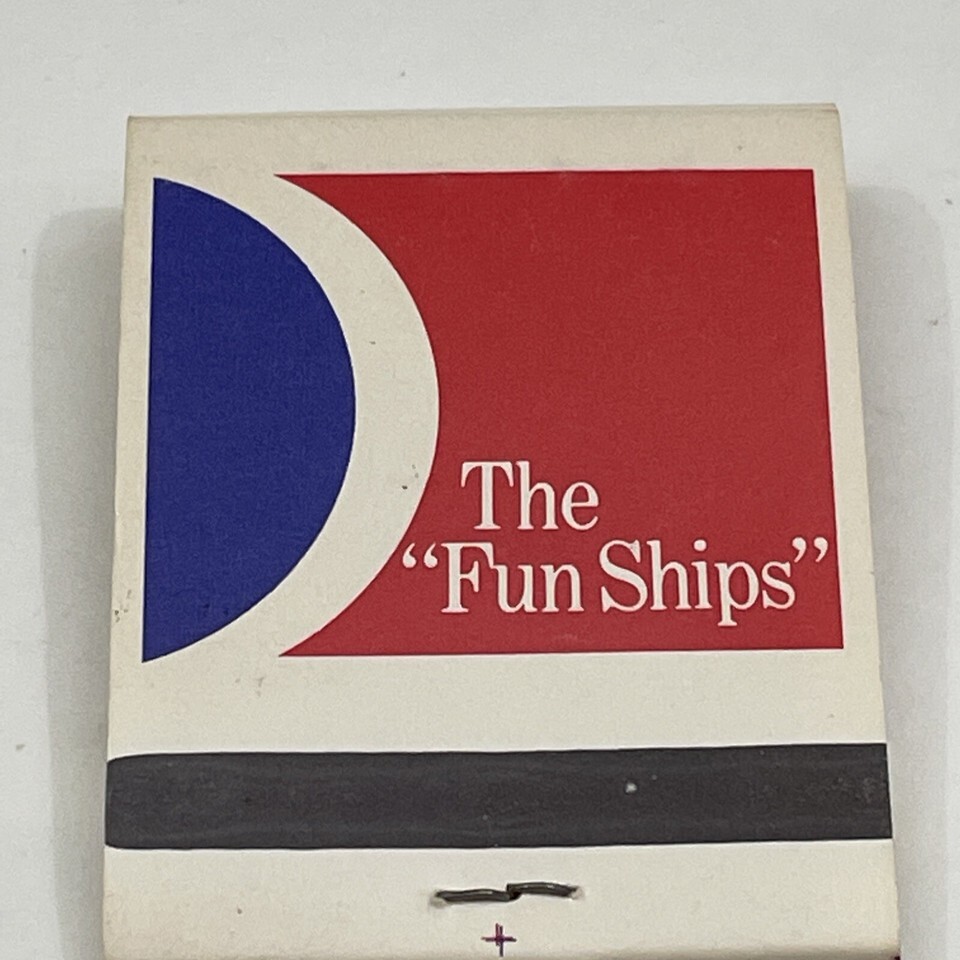 The
“Fun Ships”